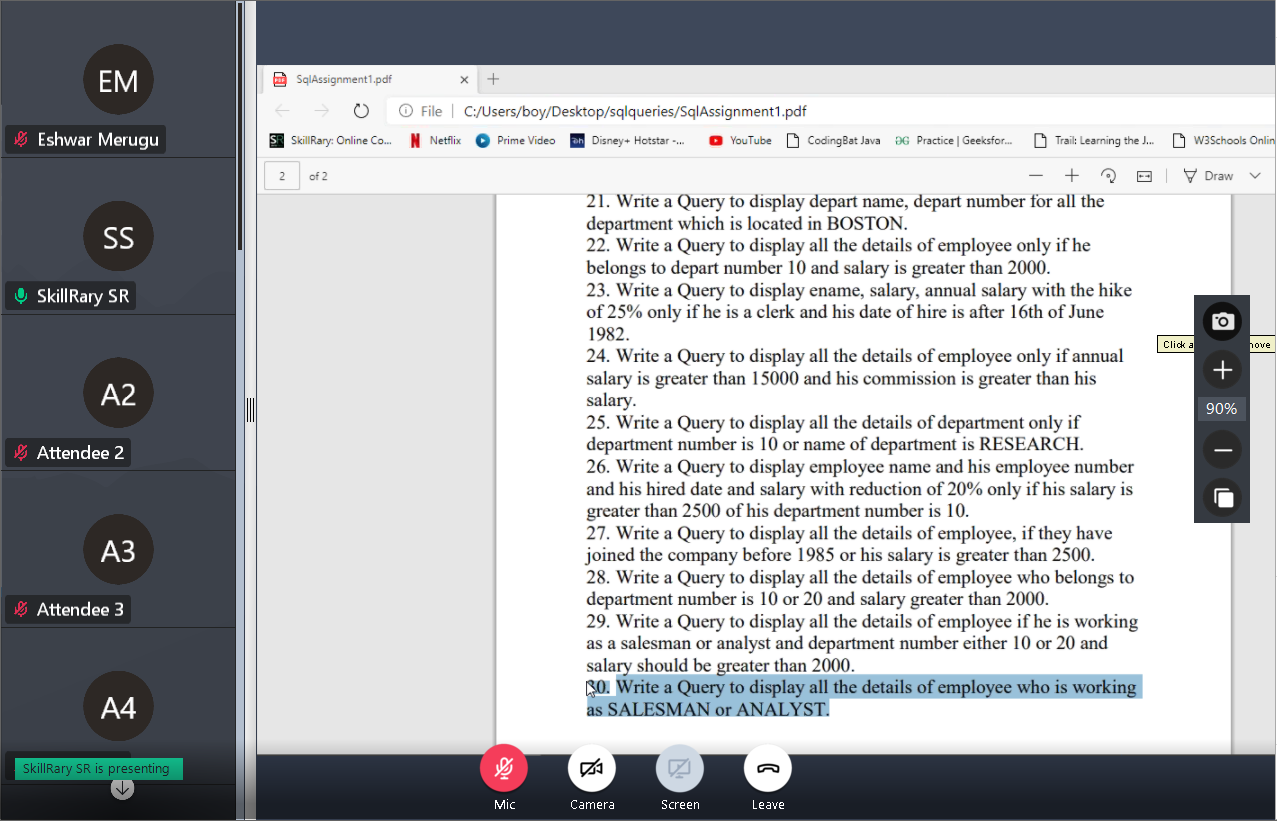 EM
Eshwar Merugu
SS
SkillRary SR
A2
Attendee 2
A3
Attendee 3
A4
SkillRary SR is presenting
SqlAssignment1.pdf
File | C:/Users/boy/Desktop/sqlqueries/SqlAssignment1.pdf
SkillRary: Online Co... Netflix Prime Video Disney+ Hotstar -... YouTube CodingBat Java Practice | Geeksfor... Trail: Learning the J... W3Schools Onlin
2 of 2 Draw
21. Write a Query to display depart name, depart number for all the
department which is located in BOSTON.
22. Write a Query to display all the details of employee only if he
belongs to depart number 10 and salary is greater than 2000.
23. Write a Query to display ename, salary, annual salary with the hike
of 25% only if he is a clerk and his date of hire is after 16th of June
1982.
24. Write a Query to display all the details of employee only if annual
salary is greater than 15000 and his commission is greater than his
salary.
25. Write a Query to display all the details of department only if
department number is 10 or name of department is RESEARCH.
26. Write a Query to display employee name and his employee number
and his hired date and salary with reduction of 20% only if his salary is
greater than 2500 of his department number is 10.
27. Write a Query to display all the details of employee, if they have
joined the company before 1985 or his salary is greater than 2500.
28. Write a Query to display all the details of employee who belongs to
department number is 10 or 20 and salary greater than 2000.
29. Write a Query to display all the details of employee if he is working
as a salesman or analyst and department number either 10 or 20 and
salary should be greater than 2000.
30. Write a Query to display all the details of employee who is working
as SALESMAN or ANALYST.
Click a
ove
90%
Mic Camera Screen Leave